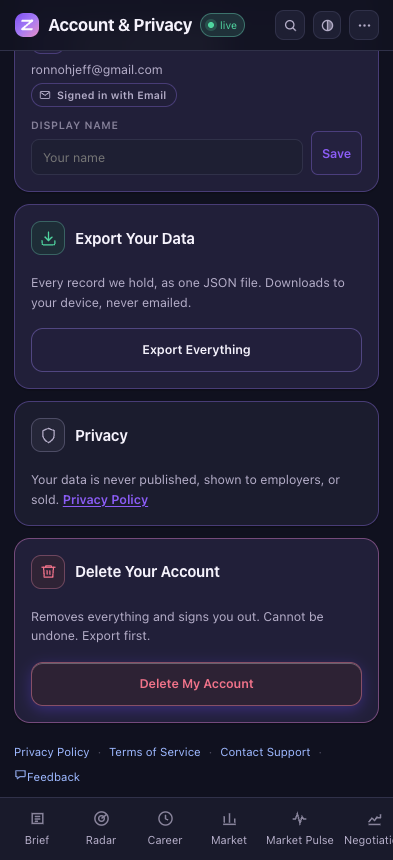 Account & Privacy live
ronnohjeff@gmail.com
Signed in with Email
DISPLAY NAME
Your name
Save
Export Your Data
Every record we hold, as one JSON file. Downloads to
your device, never emailed.
Export Everything
Privacy
Your data is never published, shown to employers, or
sold. Privacy Policy
Delete Your Account
Removes everything and signs you out. Cannot be
undone. Export first.
Delete My Account
Privacy Policy · Terms of Service · Contact Support ·
Feedback
Brief Radar Career Market Market Pulse Negotiati